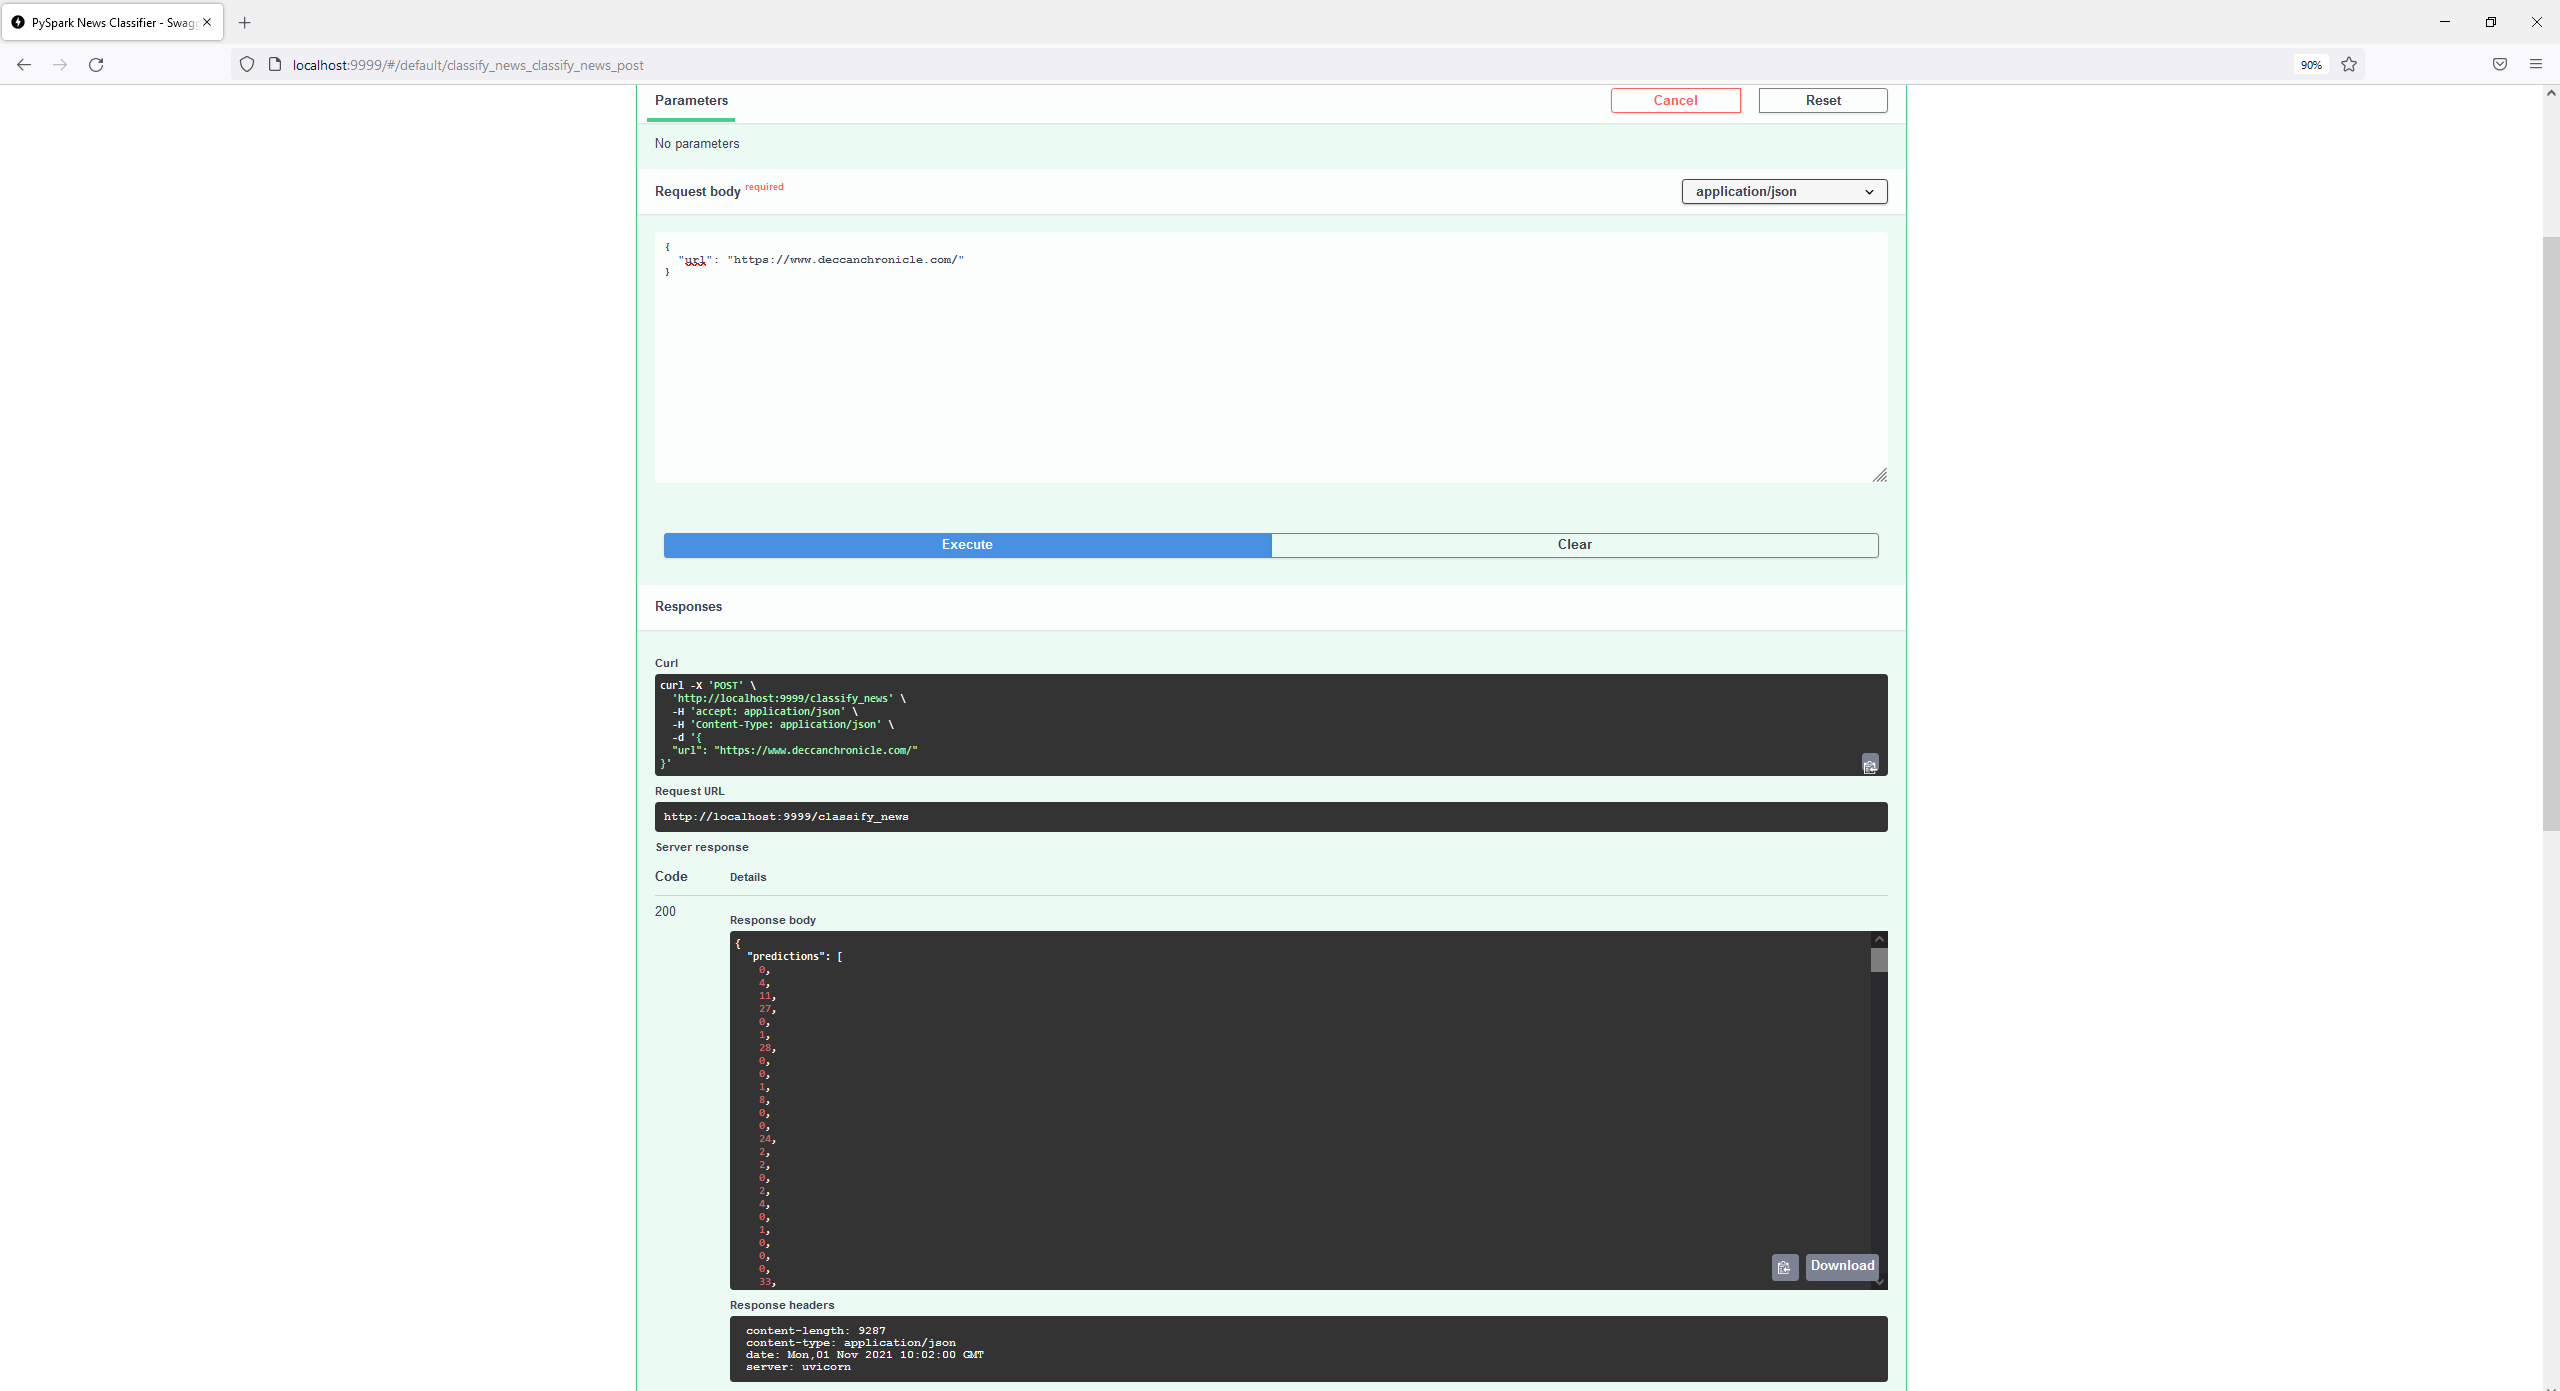 PySpark News Classifier - Swagg
localhost:9999/#/default/classify_news_classify_news_post
90%
Parameters
Cancel
Reset
No parameters
Request body required
application/json
{
"url": "https://www.deccanchronicle.com/"
}
Execute
Clear
Responses
Curl
curl -X 'POST' \
'http://localhost:9999/classify_news' \
-H 'accept: application/json' \
-H 'Content-Type: application/json' \
-d '{
"url": "https://www.deccanchronicle.com/"
}'
Request URL
http://localhost:9999/classify_news
Server response
Code
Details
200
Response body
{
"predictions": [
0,
4,
11,
27,
0,
1,
28,
0,
0,
1,
8,
0,
0,
24,
2,
2,
0,
2,
4,
0,
1,
0,
0,
0,
33,
Download
Response headers
content-length: 9287
content-type: application/json
date: Mon,01 Nov 2021 10:02:00 GMT
server: uvicorn